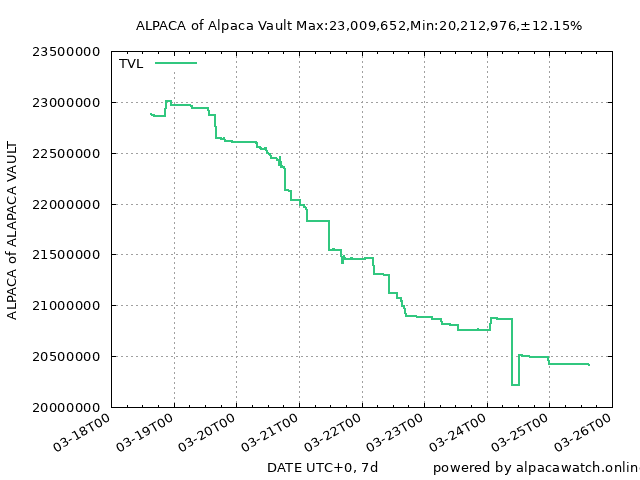 ALPACA of Alpaca Vault Max:23,009,652,Min:20,212,976,±12.15%
TVL
23500000
23000000
22500000
22000000
21500000
21000000
20500000
20000000
ALPACA of ALAPACA VAULT
03-18T00
03-19T00
03-20T00
03-21T00
03-22T00
03-23T00
03-24T00
03-25T00
03-26T00
DATE UTC+0, 7d
powered by alpacawatch.onlin